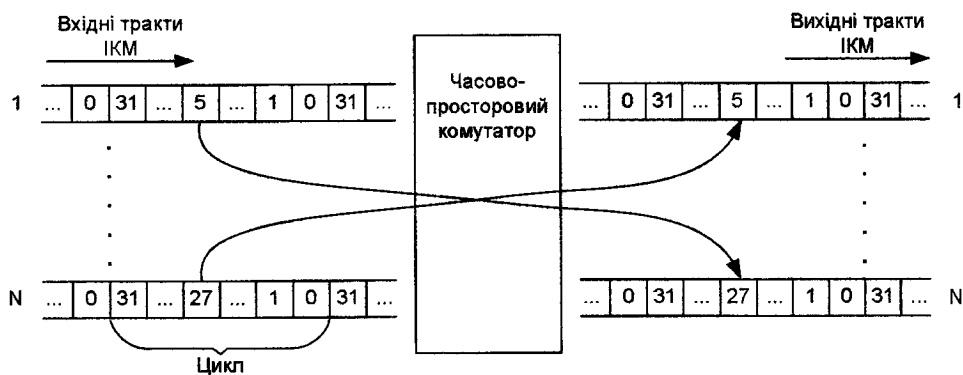 Вхідні тракти
ІКМ
Вихідні тракти
ІКМ
Часово-
просторовий
комутатор
1 ... 0 31 ... 5 ... 1 0 31 ...
... 0 31 ... 5 ... 1 0 31 ... 1
N ... 0 31 ... 27 ... 1 0 31 ...
... 0 31 ... 27 ... 1 0 31 ... N
Цикл